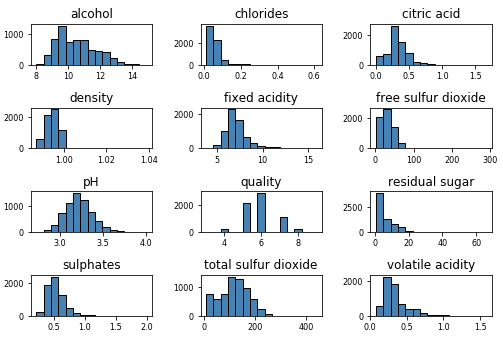 alcohol
1000
0
8 10 12 14
chlorides
2000
0
0.0 0.2 0.4 0.6
citric acid
2000
0
0.0 0.5 1.0 1.5
density
2000
0
1.00 1.02 1.04
fixed acidity
2000
0
5 10 15
free sulfur dioxide
2000
0
0 100 200 300
pH
1000
0
3.0 3.5 4.0
quality
2000
0
4 6 8
residual sugar
2500
0
0 20 40 60
sulphates
2000
0
0.5 1.0 1.5 2.0
total sulfur dioxide
1000
0
0 200 400
volatile acidity
2000
0
0.0 0.5 1.0 1.5